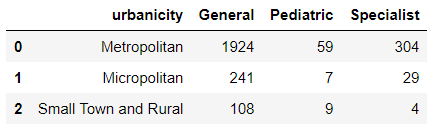 urbanicity General Pediatric Specialist
0 Metropolitan 1924 59 304
1 Micropolitan 241 7 29
2 Small Town and Rural 108 9 4